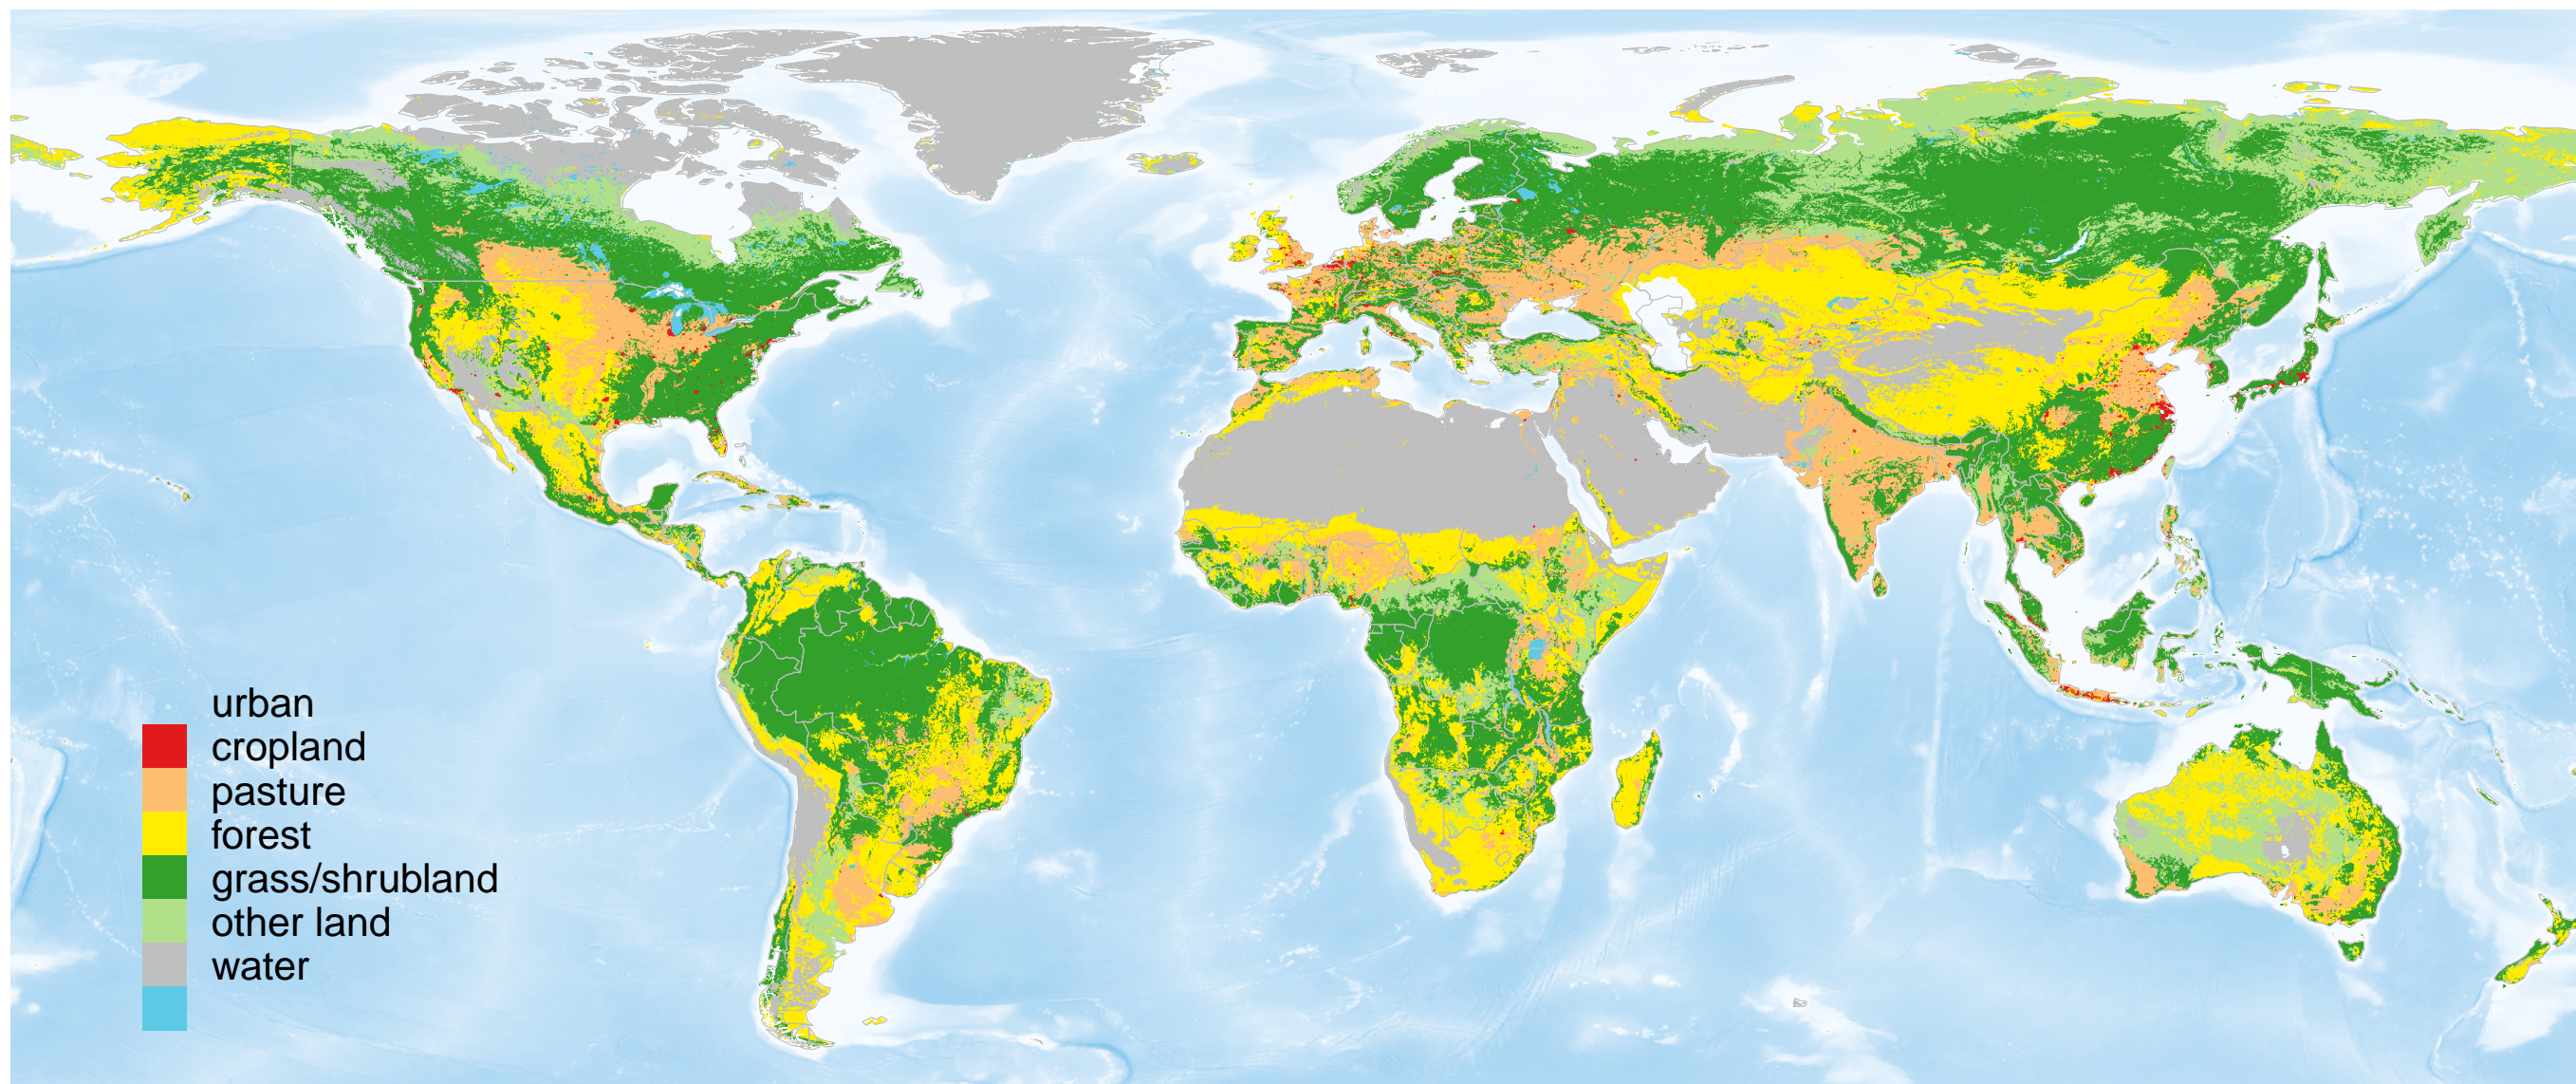 urban
cropland
pasture
forest
grass/shrubland
other land
water